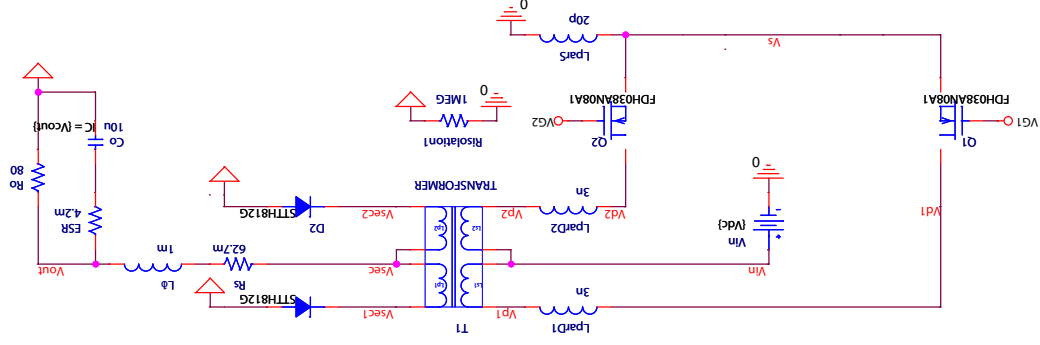 0
20p
LparS
Vs
FDH038AN08A1
FDH038AN08A1
0
1MEG
Risolation1
VG2
Q2
VG1
Q1
IC = {Vcout}
10u
Co
0
80
Ro
4.2m
ESR
STTH812G
D2
Vsec2
TRANSFORMER
Vp2
3n
LparD2
Vd2
{Vdc}
Vin
Vd1
Vout
1m
Lo
62.7m
Rs
Vsec
Vin
STTH812G
Vsec1
T1
Vp1
3n
LparD1